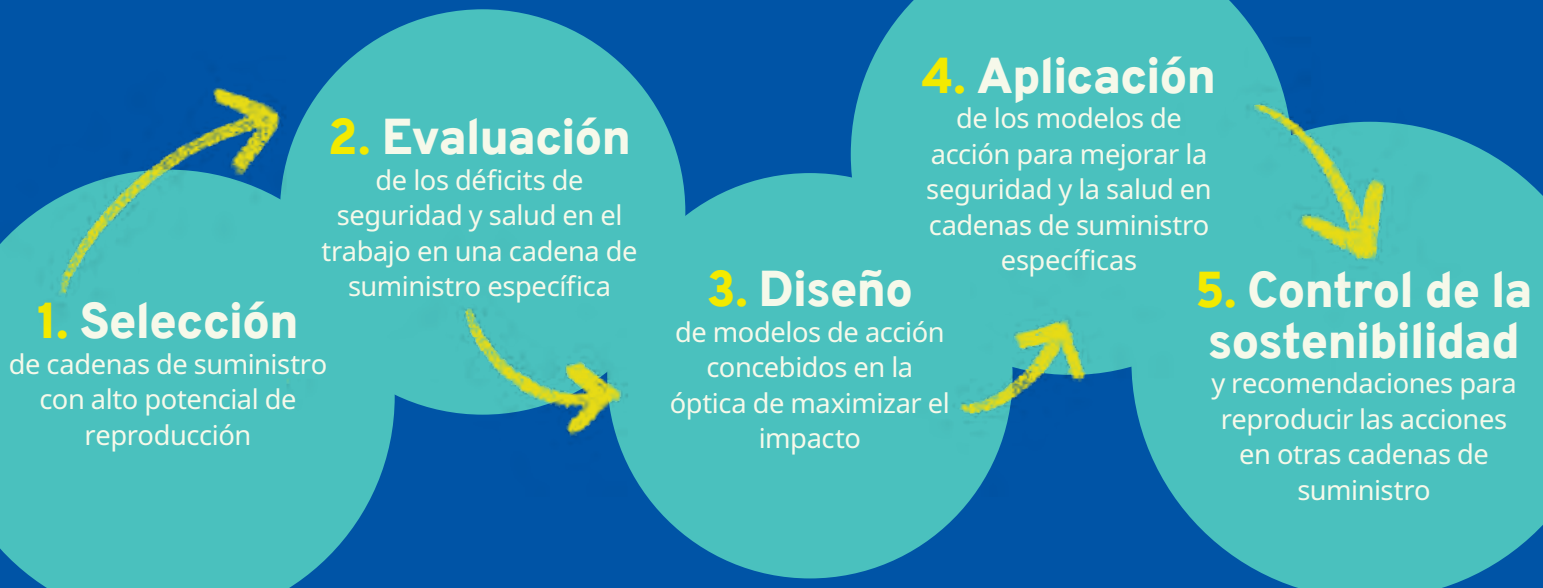 1. Selección
de cadenas de suministro
con alto potencial de
reproducción
2. Evaluación
de los déficits de
seguridad y salud en el
trabajo en una cadena de
suministro específica
3. Diseño
de modelos de acción
concebidos en la
óptica de maximizar el
impacto
4. Aplicación
de los modelos de
acción para mejorar la
seguridad y la salud en
cadenas de suministro
específicas
5. Control de la
sostenibilidad
y recomendaciones para
reproducir las acciones
en otras cadenas de
suministro